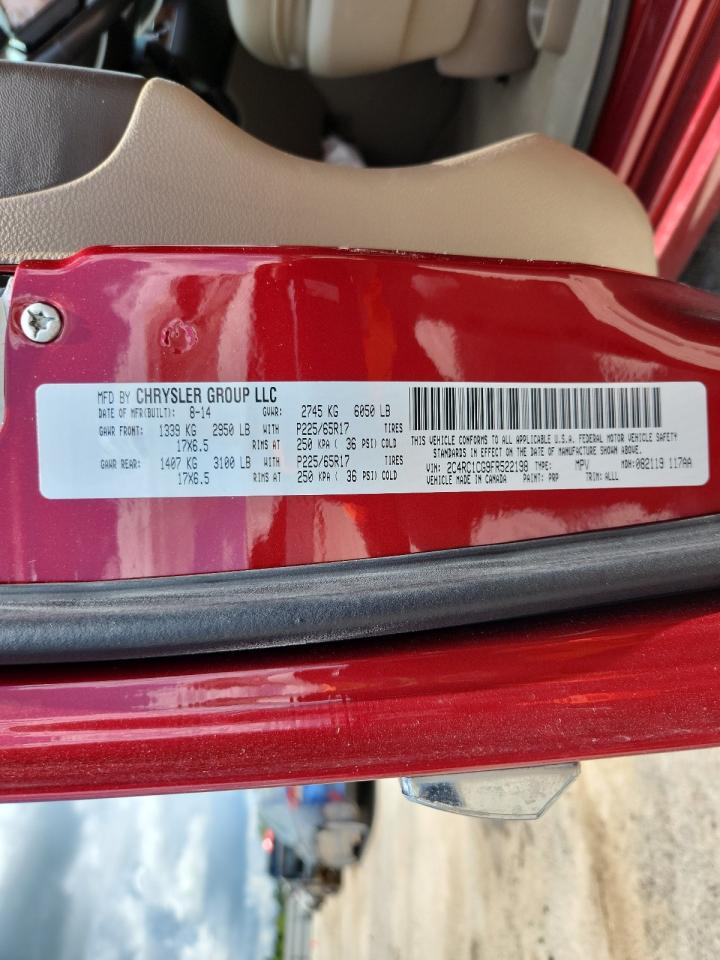 MFD BY CHRYSLER GROUP LLC
DATE OF MFR(BUILT): 8-14 GVWR: 2745 KG 6050 LB
GAWR FRONT: 1339 KG 2950 LB WITH P225/65R17 TIRES
17X6.5 RIMS AT 250 KPA ( 36 PSI) COLD
GAWR REAR: 1407 KG 3100 LB WITH P225/65R17 TIRES
17X6.5 RIMS AT 250 KPA ( 36 PSI) COLD
THIS VEHICLE CONFORMS TO ALL APPLICABLE U.S.A. FEDERAL MOTOR VEHICLE SAFETY
STANDARDS IN EFFECT ON THE DATE OF MANUFACTURE SHOWN ABOVE.
VIN: 2C4RC1CG9FR522198 TYPE: MPV MDH: 082119 117AA
VEHICLE MADE IN CANADA PAINT: PRP TRIM: ALLL